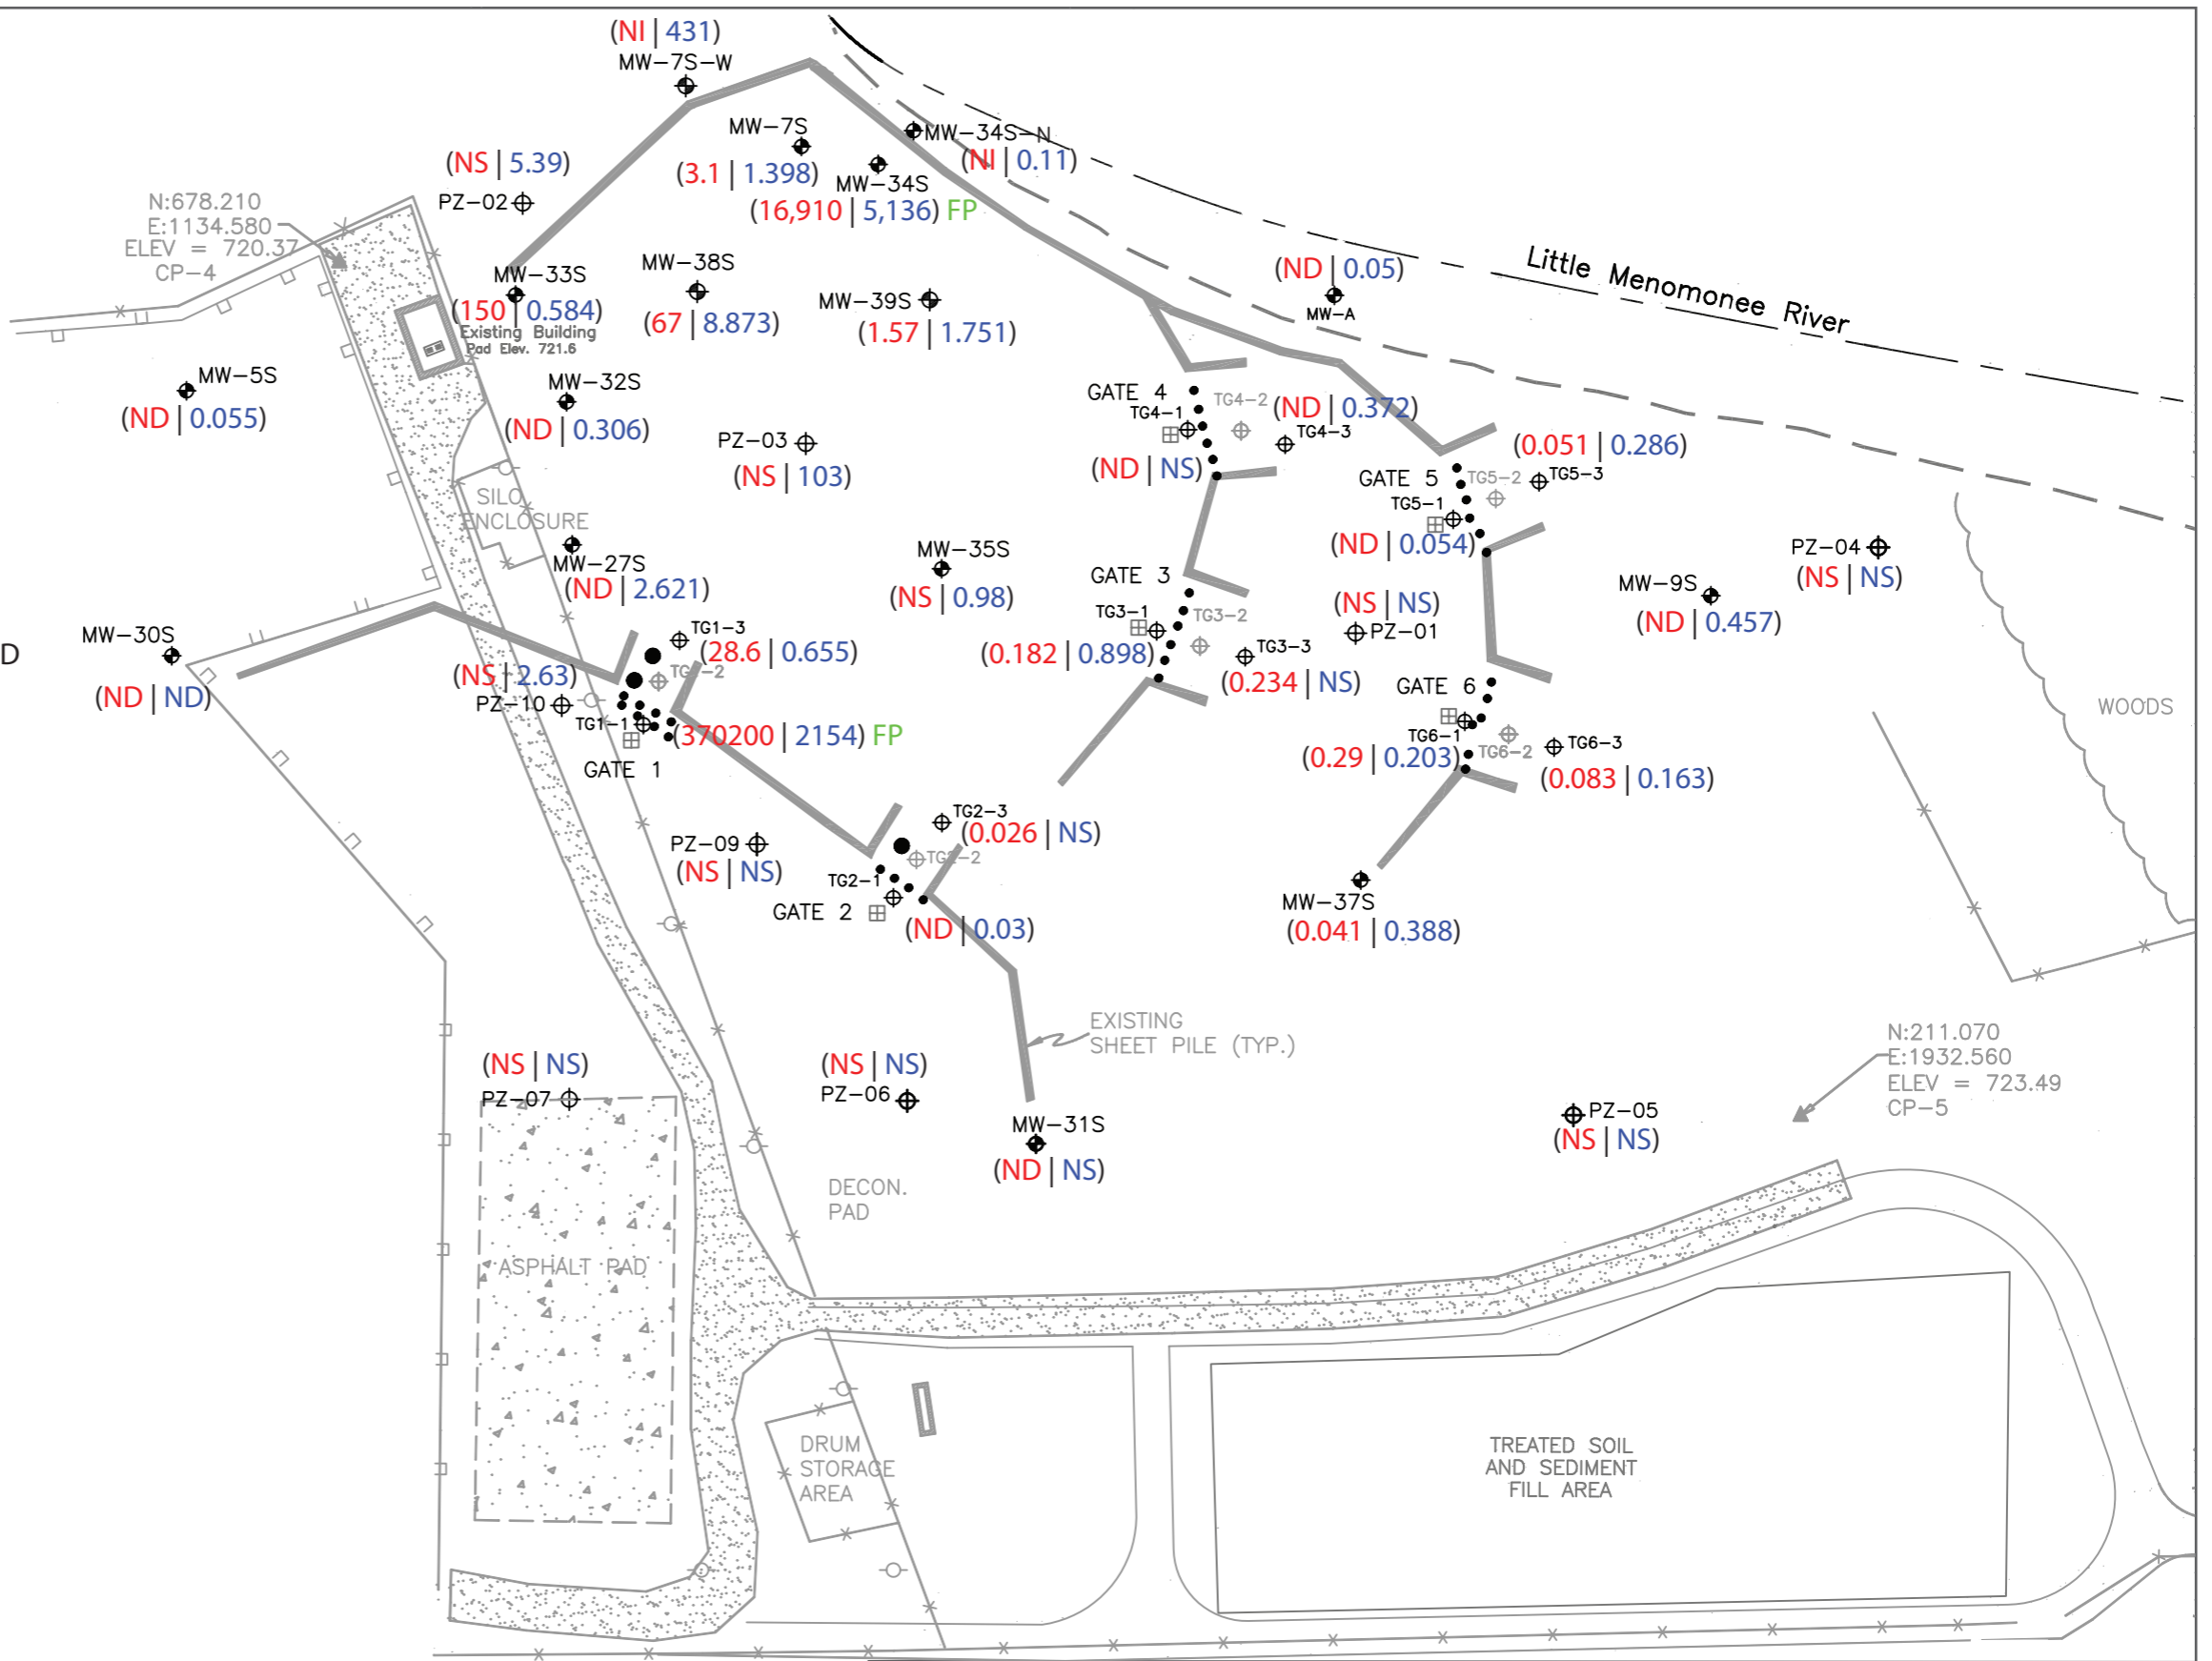 (NI | 431)
MW-7S-W
MW-7S
(3.1 | 1.398)
MW-34S-N
(NI | 0.11)
MW-34S
(16,910 | 5,136) FP
(NS | 5.39)
PZ-02
N:678.210
E:1134.580
ELEV = 720.37
CP-4
MW-33S
(150 | 0.584)
Existing Building
Pad Elev. 721.6
MW-38S
(67 | 8.873)
MW-39S
(1.57 | 1.751)
(ND | 0.05)
MW-A
Little Menomonee River
MW-5S
(ND | 0.055)
MW-32S
(ND | 0.306)
PZ-03
(NS | 103)
GATE 4
TG4-1
TG4-2
(ND | 0.372)
TG4-3
(ND | NS)
(0.051 | 0.286)
GATE 5
TG5-2
TG5-3
TG5-1
(ND | 0.054)
SILO
ENCLOSURE
MW-27S
(ND | 2.621)
MW-35S
(NS | 0.98)
GATE 3
TG3-1
TG3-2
(0.182 | 0.898)
TG3-3
(0.234 | NS)
(NS | NS)
PZ-01
PZ-04
(NS | NS)
MW-9S
(ND | 0.457)
D
MW-30S
(ND | ND)
TG1-3
(28.6 | 0.655)
(NS | 2.63)
PZ-10
TG1-1
(370200 | 2154) FP
GATE 1
GATE 6
TG6-1
TG6-2
TG6-3
(0.29 | 0.203)
(0.083 | 0.163)
WOODS
TG2-3
(0.026 | NS)
PZ-09
(NS | NS)
TG2-2
TG2-1
GATE 2
(ND | 0.03)
MW-37S
(0.041 | 0.388)
EXISTING
SHEET PILE (TYP.)
N:211.070
E:1932.560
ELEV = 723.49
CP-5
(NS | NS)
PZ-07
(NS | NS)
PZ-06
MW-31S
(ND | NS)
PZ-05
(NS | NS)
DECON.
PAD
ASPHALT PAD
DRUM
STORAGE
AREA
TREATED SOIL
AND SEDIMENT
FILL AREA